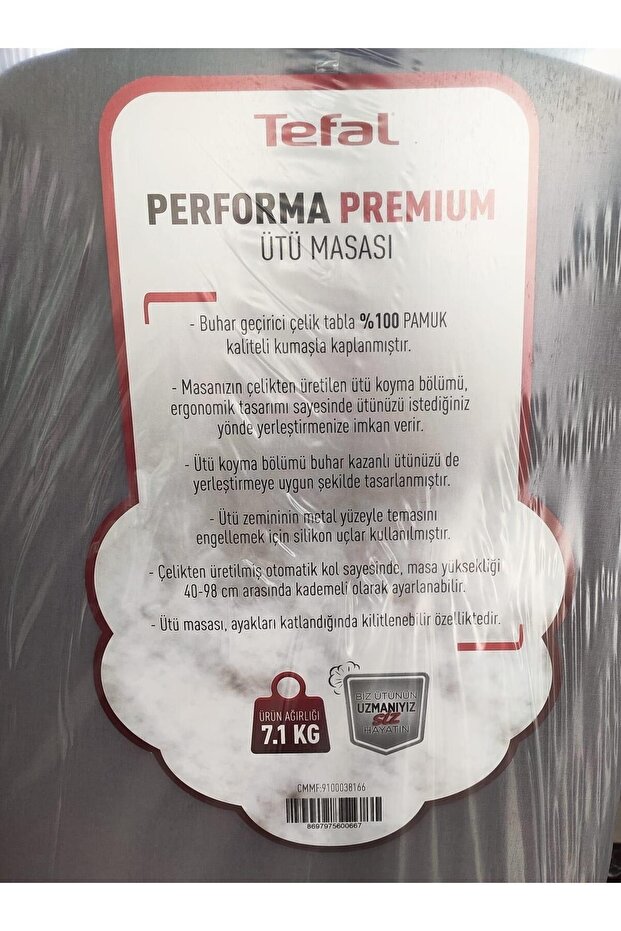 Tefal
PERFORMA PREMIUM
ÜTÜ MASASI
- Buhar geçirici çelik tabla %100 PAMUK
kaliteli kumaşla kaplanmıştır.
- Masanızın çelikten üretilen ütü koyma bölümü,
ergonomik tasarımı sayesinde ütünüzü istediğiniz
yönde yerleştirmenize imkan verir.
- Ütü koyma bölümü buhar kazanlı ütünüzü de
yerleştirmeye uygun şekilde tasarlanmıştır.
- Ütü zemininin metal yüzeyle temasını
engellemek için silikon uçlar kullanılmıştır.
- Çelikten üretilmiş otomatik kol sayesinde, masa yüksekliği
40-98 cm arasında kademeli olarak ayarlanabilir.
- Ütü masası, ayakları katlandığında kilitlenebilir özelliktedir.
ÜRÜN AĞIRLIĞI
7.1 KG
BİZ ÜTÜNÜN
UZMANIYIZ
SİZ
HAYATIN
CMMF:9100038166
8697975600667